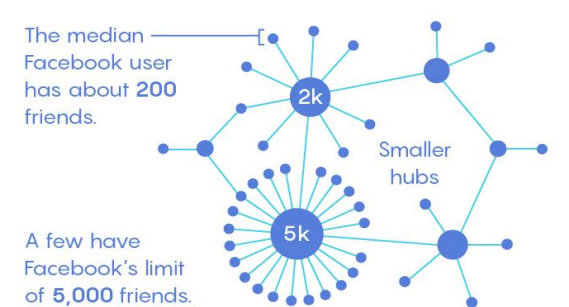 The median
Facebook user
has about 200
friends.
2k
Smaller
hubs
5k
A few have
Facebook's limit
of 5,000 friends.